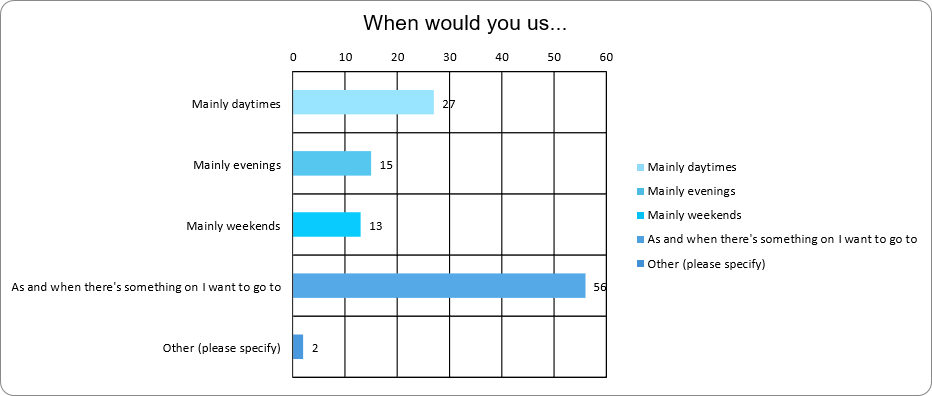 When would you us...
0 10 20 30 40 50 60
Mainly daytimes 27
Mainly evenings 15
Mainly weekends 13
As and when there's something on I want to go to 56
Other (please specify) 2
Mainly daytimes
Mainly evenings
Mainly weekends
As and when there's something on I want to go to
Other (please specify)